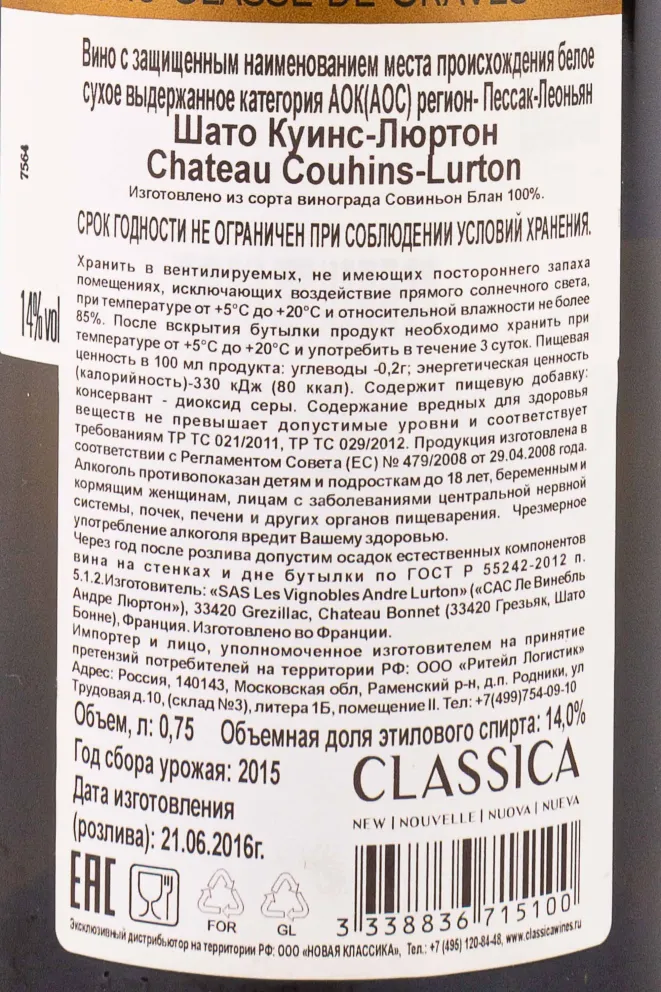 CLASSÉ DE GRAVES
Вино с защищенным наименованием места происхождения белое
сухое выдержанное категория АОК(АОС) регион- Пессак-Леоньян
Шато Куинс-Люртон
Chateau Couhins-Lurton
Изготовлено из сорта винограда Совиньон Блан 100%.
СРОК ГОДНОСТИ НЕ ОГРАНИЧЕН ПРИ СОБЛЮДЕНИИ УСЛОВИЙ ХРАНЕНИЯ.
7564
14%vol
Хранить в вентилируемых, не имеющих постороннего запаха
помещениях, исключающих воздействие прямого солнечного света,
при температуре от +5°С до +20°С и относительной влажности не более
85%. После вскрытия бутылки продукт необходимо хранить при
температуре от +5°С до +20°С и употребить в течение 3 суток. Пищевая
ценность в 100 мл продукта: углеводы -0,2г; энергетическая ценность
(калорийность)-330 кДж (80 ккал). Содержит пищевую добавку:
консервант - диоксид серы. Содержание вредных для здоровья
веществ не превышает допустимые уровни и соответствует
требованиям ТР ТС 021/2011, ТР ТС 029/2012. Продукция изготовлена в
соответствии с Регламентом Совета (ЕС) № 479/2008 от 29.04.2008 года.
Алкоголь противопоказан детям и подросткам до 18 лет, беременным и
кормящим женщинам, лицам с заболеваниями центральной нервной
системы, почек, печени и других органов пищеварения. Чрезмерное
употребление алкоголя вредит Вашему здоровью.
Через год после розлива допустим осадок естественных компонентов
вина на стенках и дне бутылки по ГОСТ Р 55242-2012 п.
5.1.2.Изготовитель: «SAS Les Vignobles Andre Lurton» («САС Ле Винебль
Андре Люртон»), 33420 Grezillac, Chateau Bonnet (33420 Грезьяк, Шато
Бонне), Франция. Изготовлено во Франции.
Импортер и лицо, уполномоченное изготовителем на принятие
претензий потребителей на территории РФ: ООО «Ритейл Логистик»
Адрес: Россия, 140143, Московская обл, Раменский р-н, д.п. Родники, ул
Трудовая д.10, (склад №3), литера 1Б, помещение II. Тел: +7(499)754-09-10
Объем, л: 0,75 Объемная доля этилового спирта: 14,0%
Год сбора урожая: 2015
Дата изготовления
(розлива): 21.06.2016г.
CLASSICA
NEW | NOUVELLE | NUOVA | NUEVA
EAC
FOR
GL
3 338836 715100
Эксклюзивный дистрибьютор на территории РФ: ООО «НОВАЯ КЛАССИКА», Тел.: +7 (495) 120-84-48, www.classicawines.ru